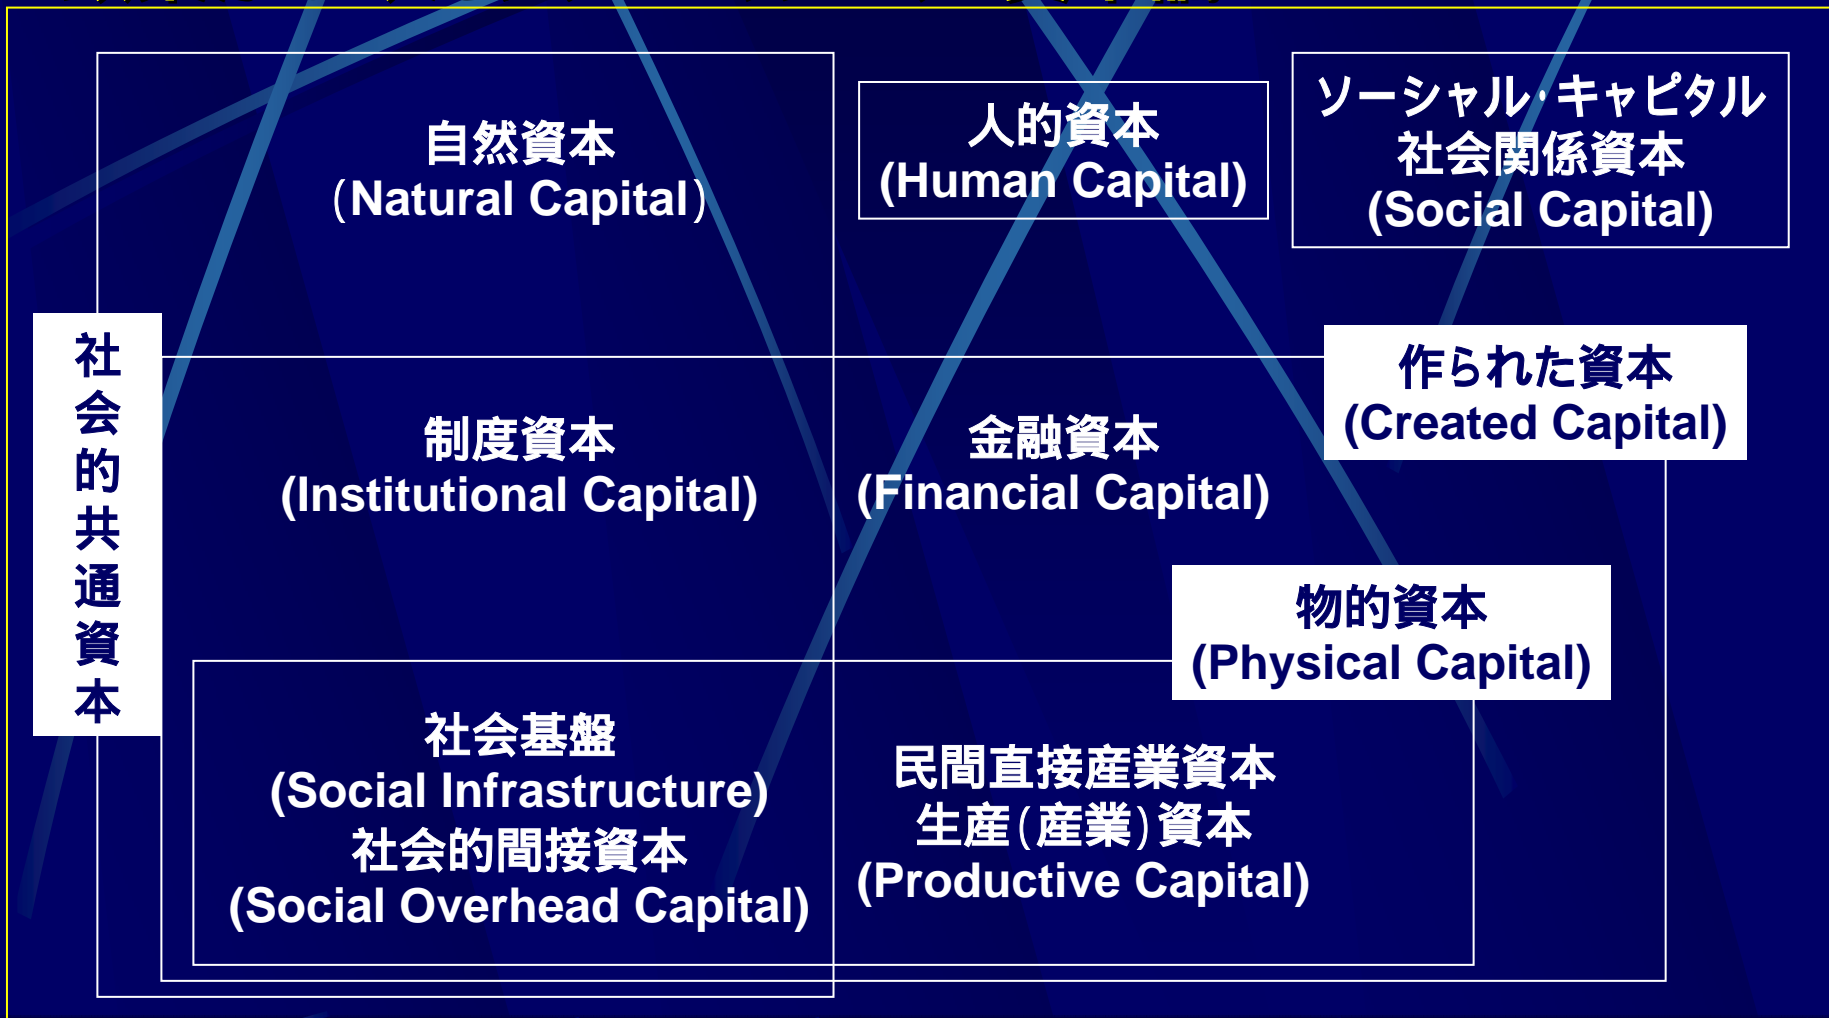 自然資本
(Natural Capital)
人的資本
(Human Capital)
ソーシャル・キャピタル
社会関係資本
(Social Capital)
社会的共通資本
作られた資本
(Created Capital)
制度資本
(Institutional Capital)
金融資本
(Financial Capital)
物的資本
(Physical Capital)
社会基盤
(Social Infrastructure)
社会的間接資本
(Social Overhead Capital)
民間直接産業資本
生産(産業)資本
(Productive Capital)